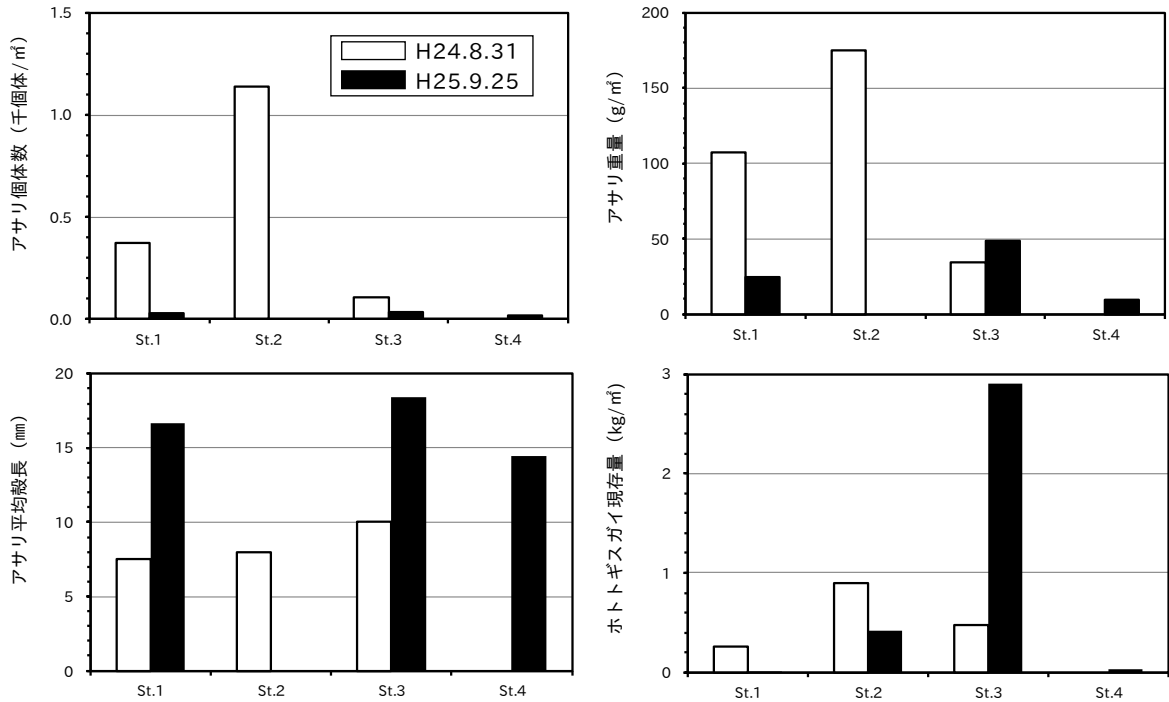 アサリ個体数（千個体/㎡）
1.5
1.0
0.5
0.0
H24.8.31
H25.9.25
St.1 St.2 St.3 St.4
アサリ重量（g/㎡）
200
150
100
50
0
St.1 St.2 St.3 St.4
アサリ平均殻長（㎜）
20
15
10
5
0
St.1 St.2 St.3 St.4
ホトトギスガイ現存量（kg/㎡）
3
2
1
0
St.1 St.2 St.3 St.4